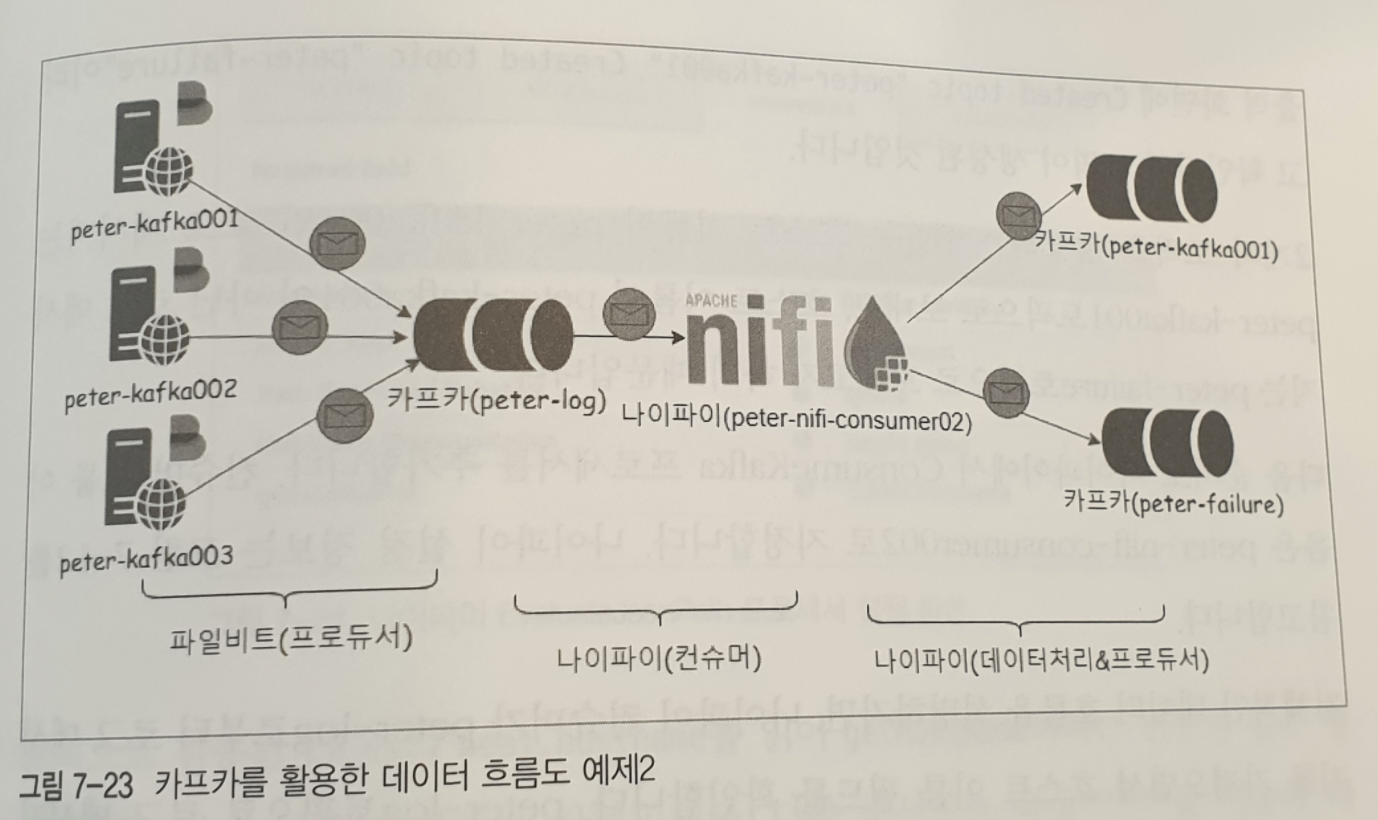 peter-kafka001
peter-kafka002
peter-kafka003
카프카(peter-log)
APACHE
nifi
나이파이(peter-nifi-consumer02)
카프카(peter-kafka001)
카프카(peter-failure)
파일비트(프로듀서)
나이파이(컨슈머)
나이파이(데이터처리&프로듀서)
그림 7-23 카프카를 활용한 데이터 흐름도 예제2